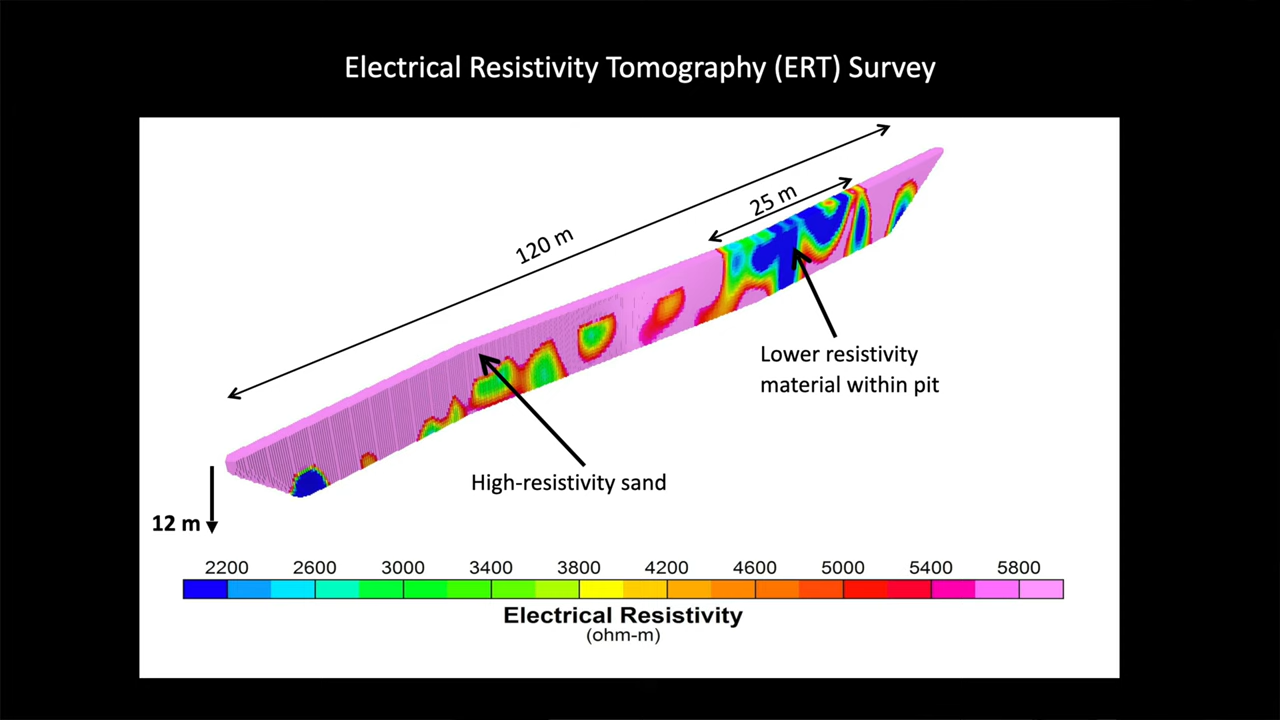 Electrical Resistivity Tomography (ERT) Survey
120 m
25 m
Lower resistivity
material within pit
High-resistivity sand
12 m
2200 2600 3000 3400 3800 4200 4600 5000 5400 5800
Electrical Resistivity
(ohm-m)